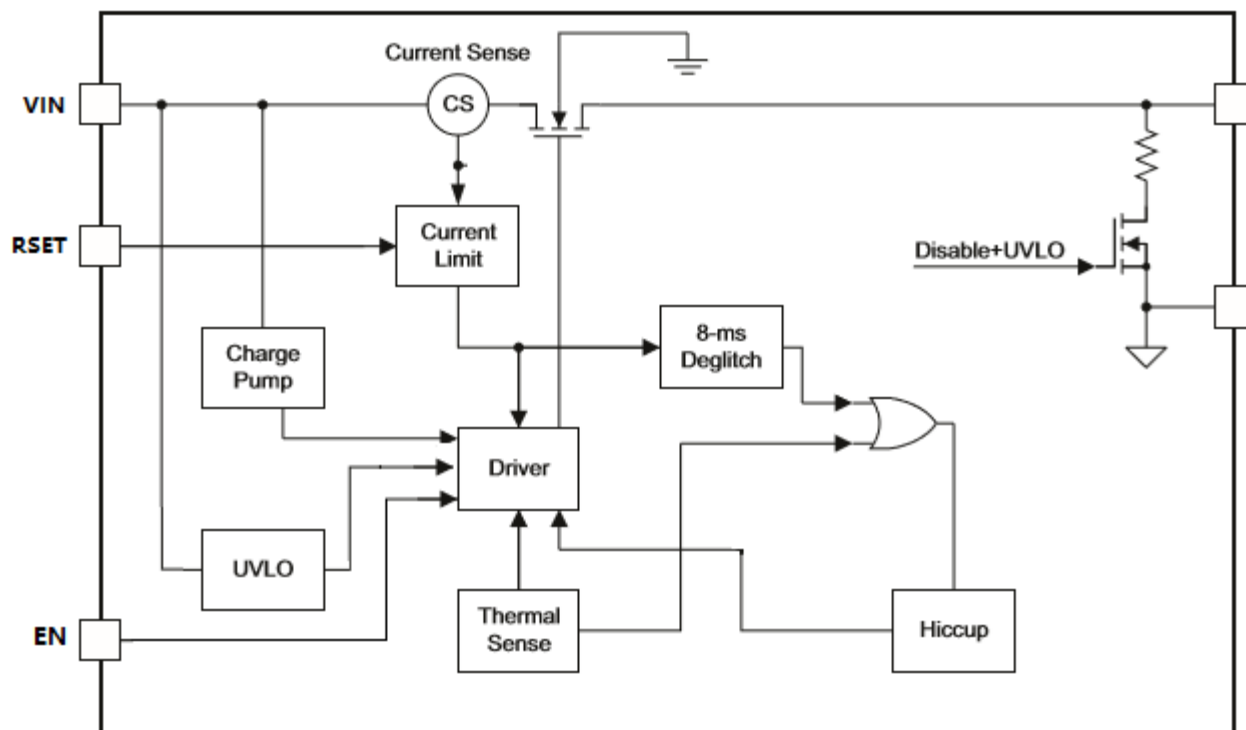 Current Sense
VIN
CS
RSET
Current
Limit
Disable+UVLO
8-ms
Deglitch
Charge
Pump
Driver
UVLO
Thermal
Sense
Hiccup
EN